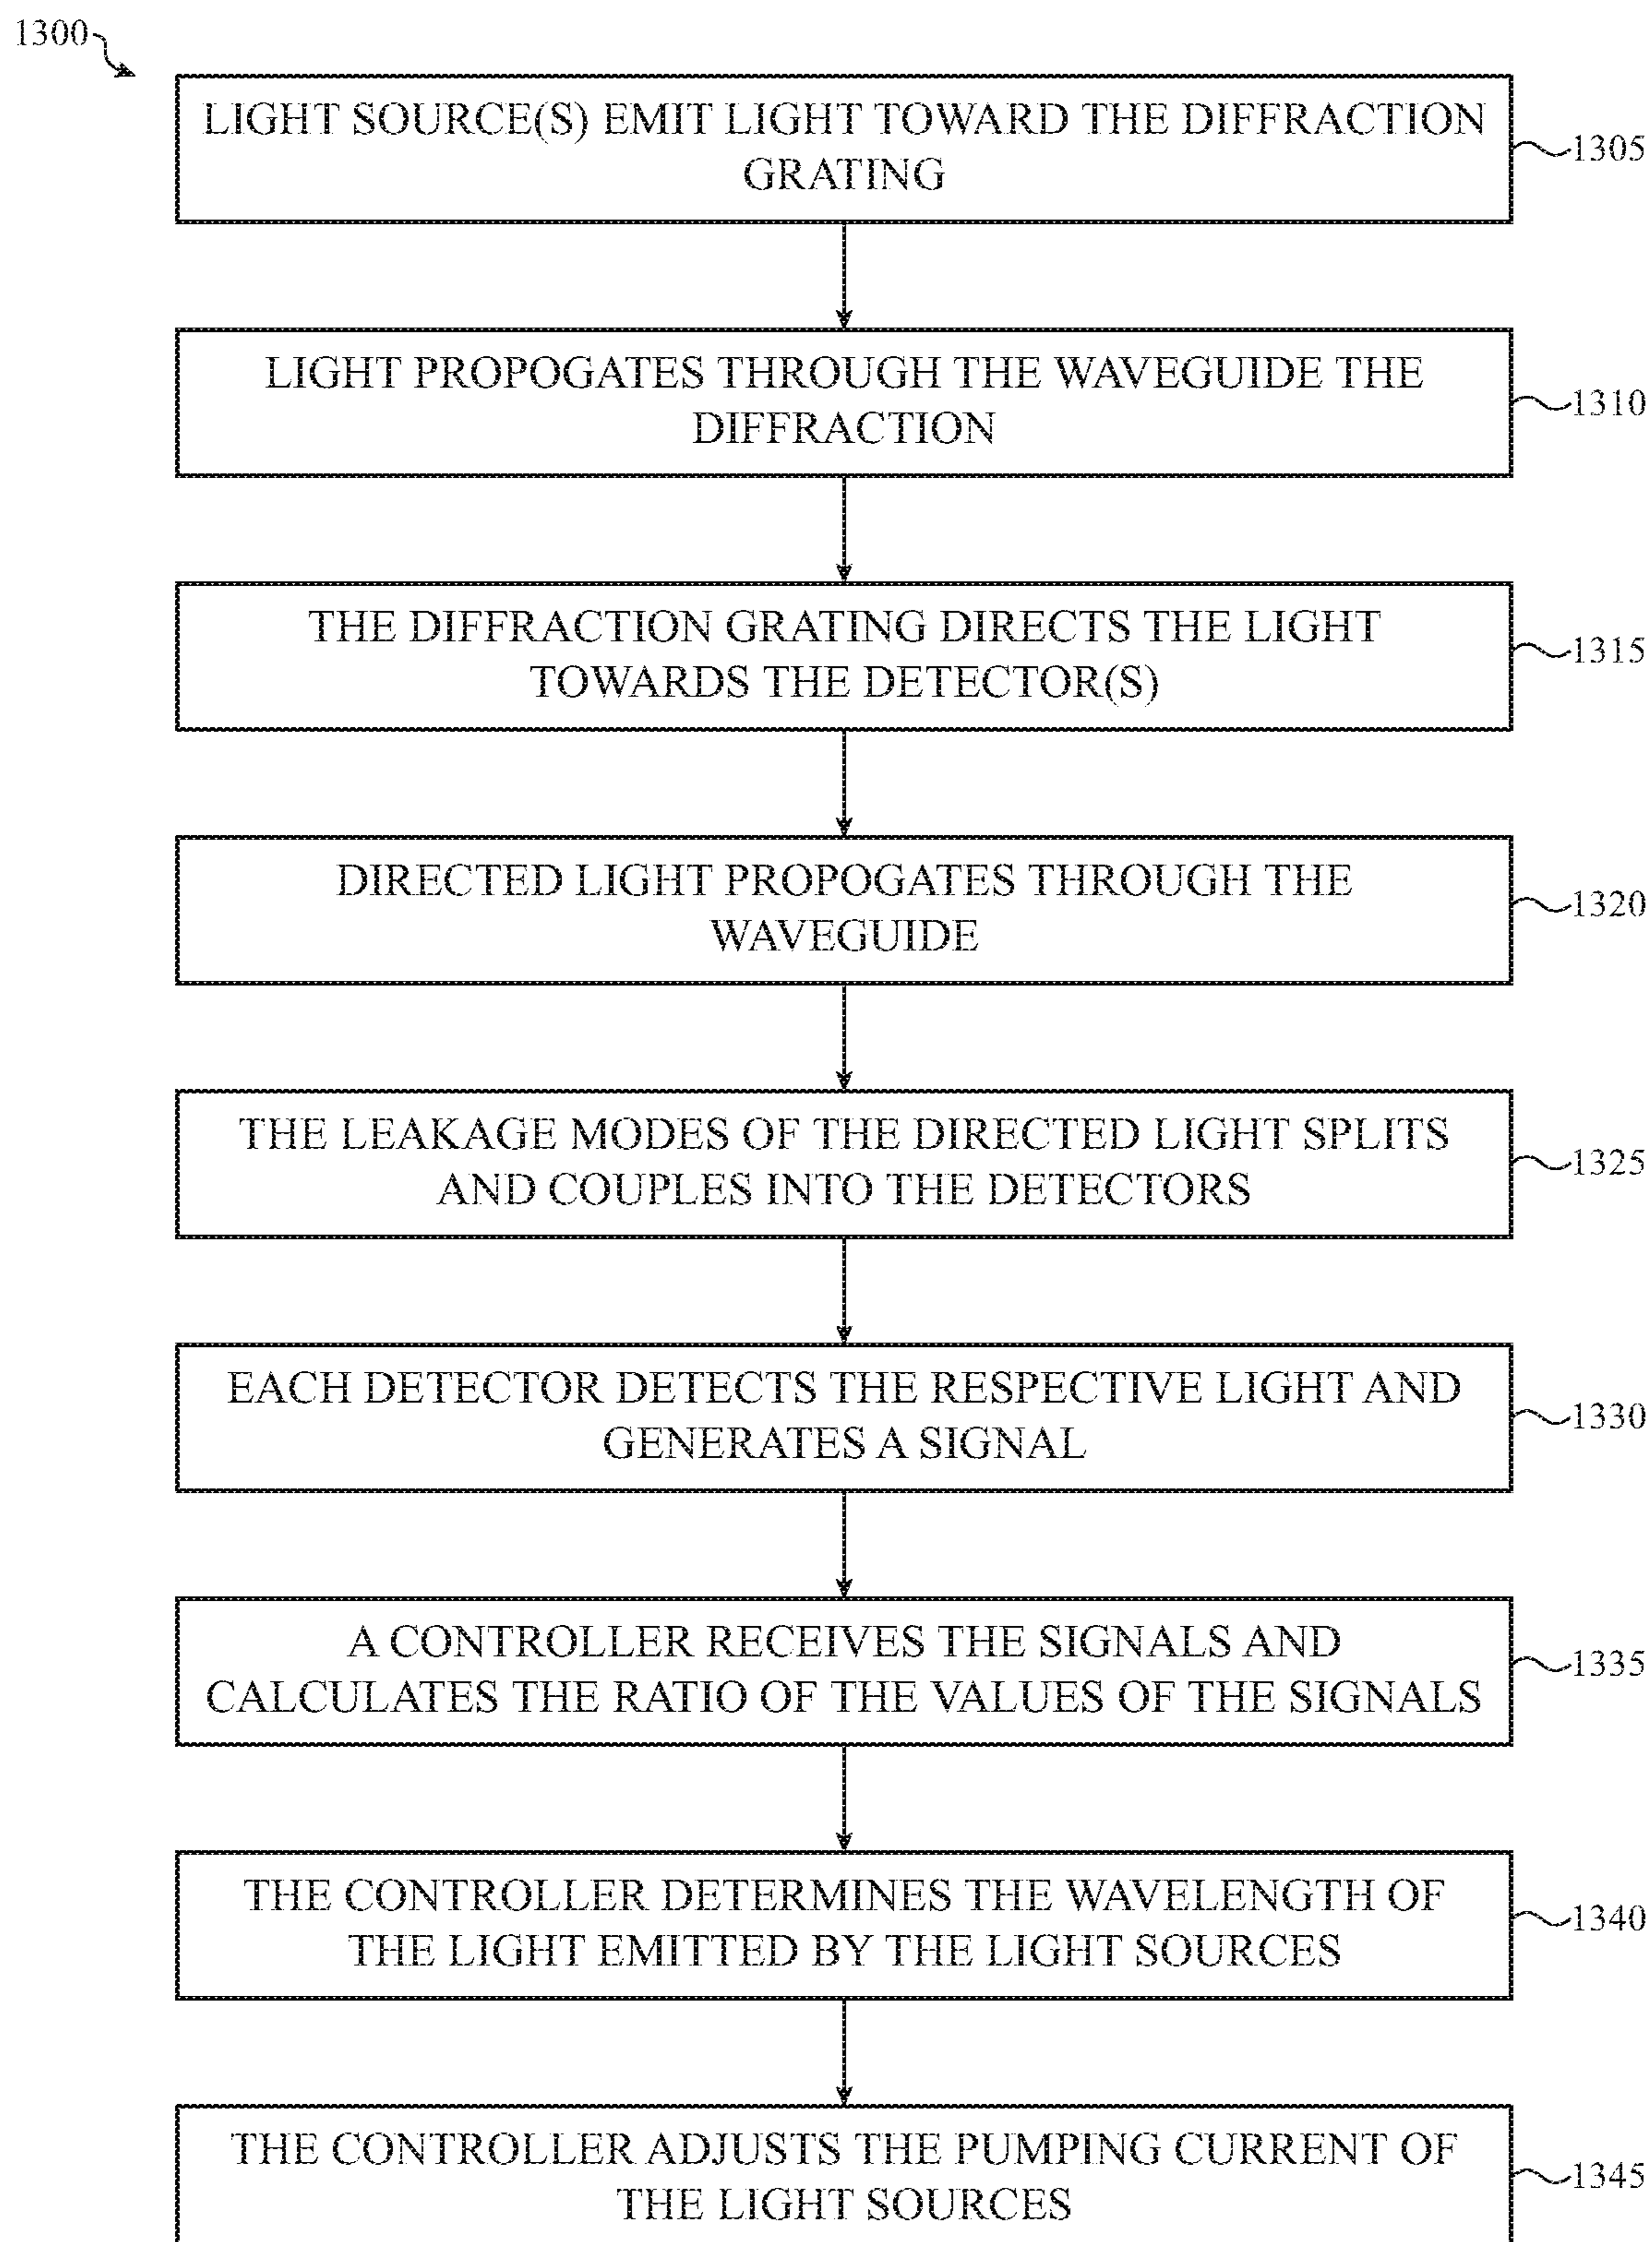 1300
LIGHT SOURCE(S) EMIT LIGHT TOWARD THE DIFFRACTION
GRATING
1305
LIGHT PROPOGATES THROUGH THE WAVEGUIDE THE
DIFFRACTION
1310
THE DIFFRACTION GRATING DIRECTS THE LIGHT
TOWARDS THE DETECTOR(S)
1315
DIRECTED LIGHT PROPOGATES THROUGH THE
WAVEGUIDE
1320
THE LEAKAGE MODES OF THE DIRECTED LIGHT SPLITS
AND COUPLES INTO THE DETECTORS
1325
EACH DETECTOR DETECTS THE RESPECTIVE LIGHT AND
GENERATES A SIGNAL
1330
A CONTROLLER RECEIVES THE SIGNALS AND
CALCULATES THE RATIO OF THE VALUES OF THE SIGNALS
1335
THE CONTROLLER DETERMINES THE WAVELENGTH OF
THE LIGHT EMITTED BY THE LIGHT SOURCES
1340
THE CONTROLLER ADJUSTS THE PUMPING CURRENT OF
THE LIGHT SOURCES
1345